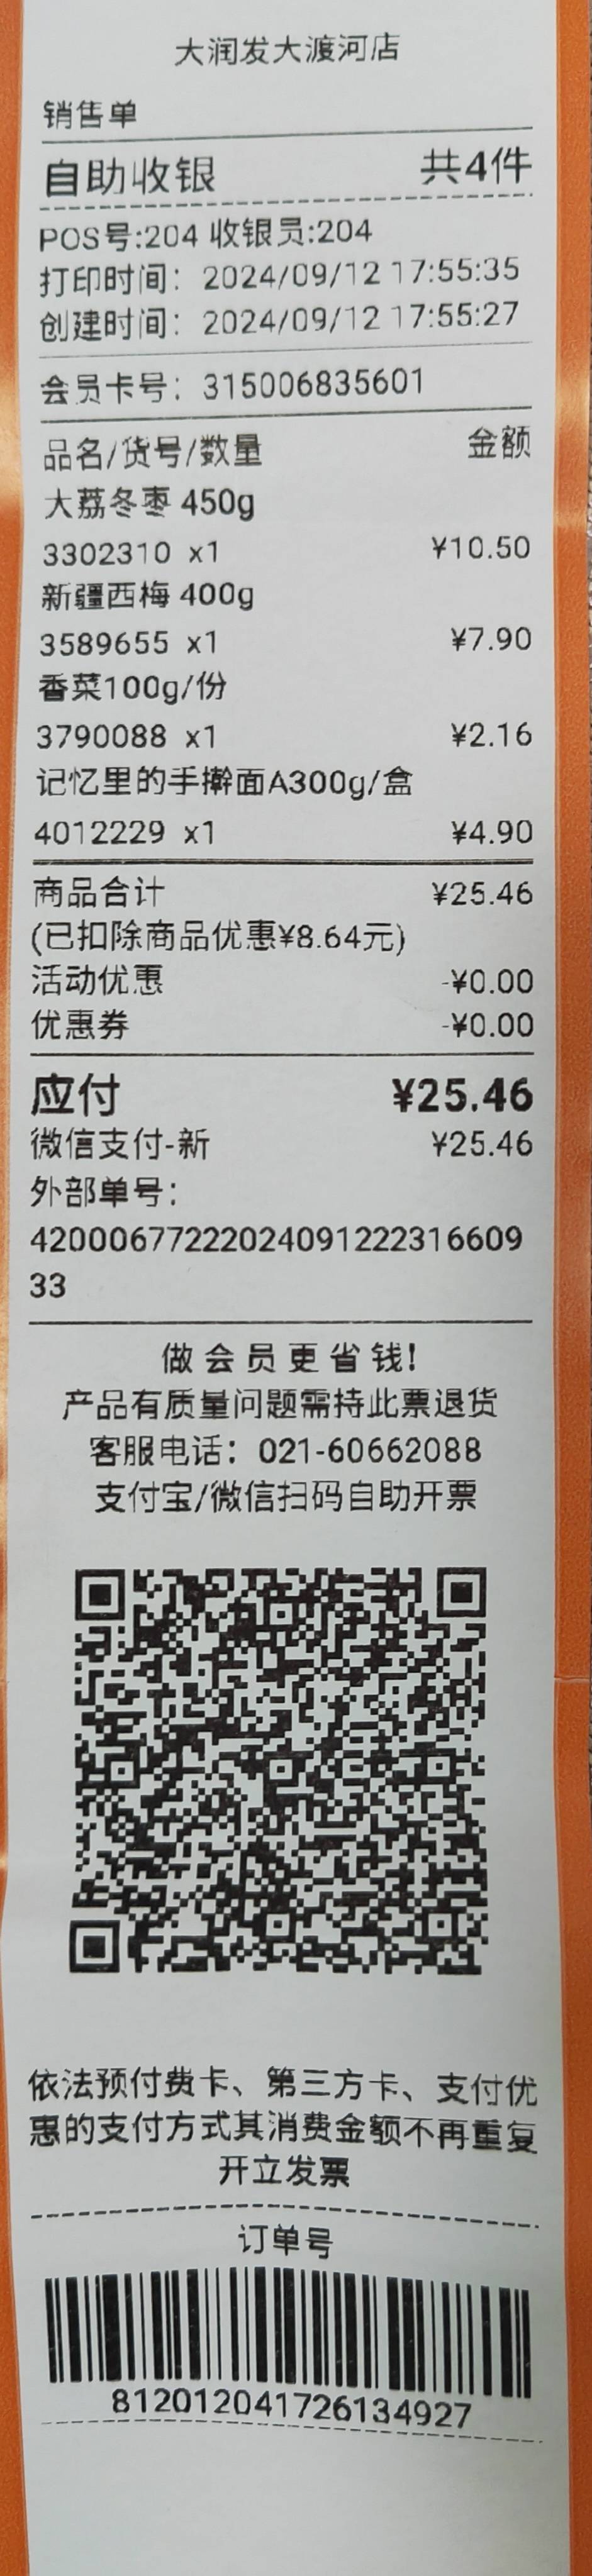 大润发大渡河店
销售单
自助收银 共4件
POS号:204 收银员:204
打印时间：2024/09/12 17:55:35
创建时间：2024/09/12 17:55:27
会员卡号：315006835601
品名/货号/数量 金额
大荔冬枣 450g
3302310 x1 ¥10.50
新疆西梅 400g
3589655 x1 ¥7.90
香菜100g/份
3790088 x1 ¥2.16
记忆里的手擀面A300g/盒
4012229 x1 ¥4.90
商品合计 ¥25.46
(已扣除商品优惠¥8.64元)
活动优惠 -¥0.00
优惠券 -¥0.00
应付 ¥25.46
微信支付-新 ¥25.46
外部单号：
42000677222024091222316609
33
做会员更省钱!
产品有质量问题需持此票退货
客服电话：021-60662088
支付宝/微信扫码自助开票
依法预付费卡、第三方卡、支付优
惠的支付方式其消费金额不再重复
开立发票
订单号
812012041726134927